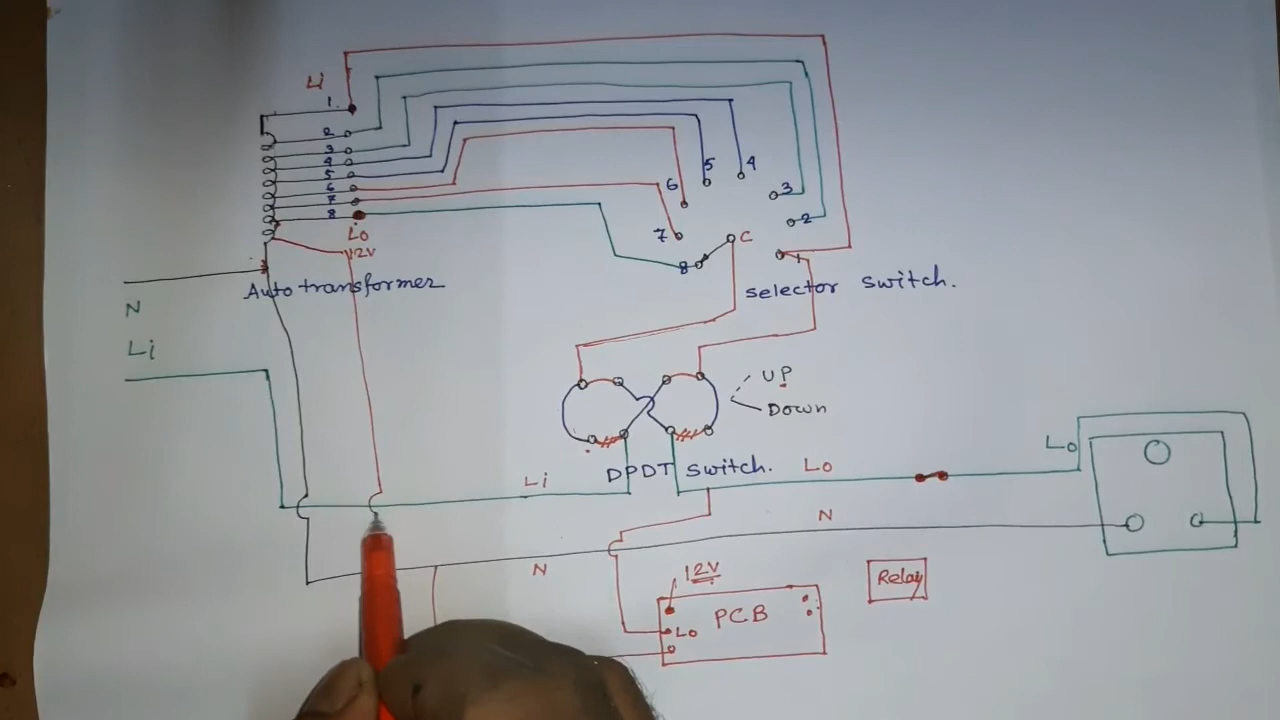 Li
1.
2
3
4
5
6
7
8
Lo
12V
Auto transformer
N
Li
5
4
6
3
7
2
C
8
1
selector switch.
UP
Down
DPDT switch.
Li
Lo
Lo
N
N
12V
PCB
Lo
Relay